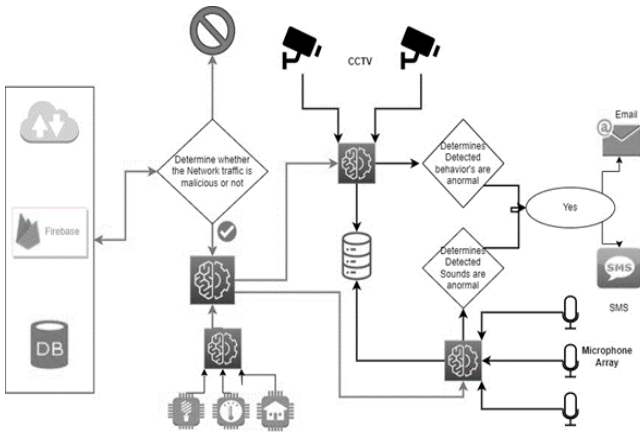 CCTV
Email
Determine whether
the Network traffic is
malicious or not
Determines
Detected
behavior's are
anormal
Firebase
Yes
Determines
Detected
Sounds are
anormal
SMS
SMS
DB
Microphone
Array